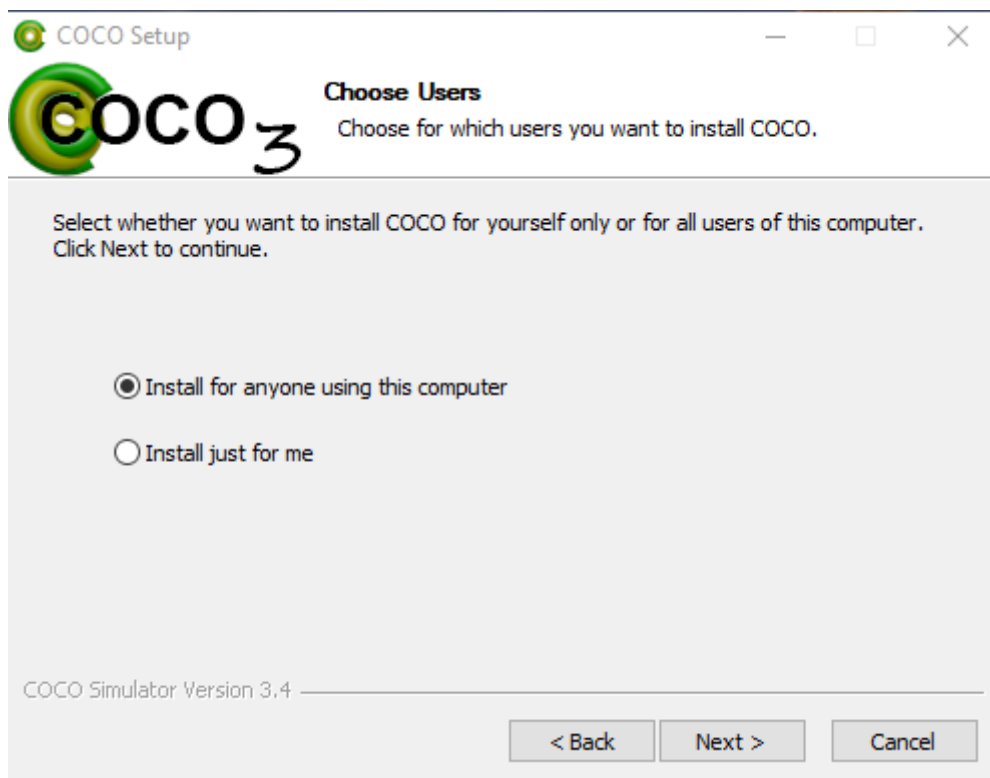 COCO Setup
COCO3
Choose Users
Choose for which users you want to install COCO.
Select whether you want to install COCO for yourself only or for all users of this computer.
Click Next to continue.
Install for anyone using this computer
Install just for me
COCO Simulator Version 3.4
< Back Next > Cancel